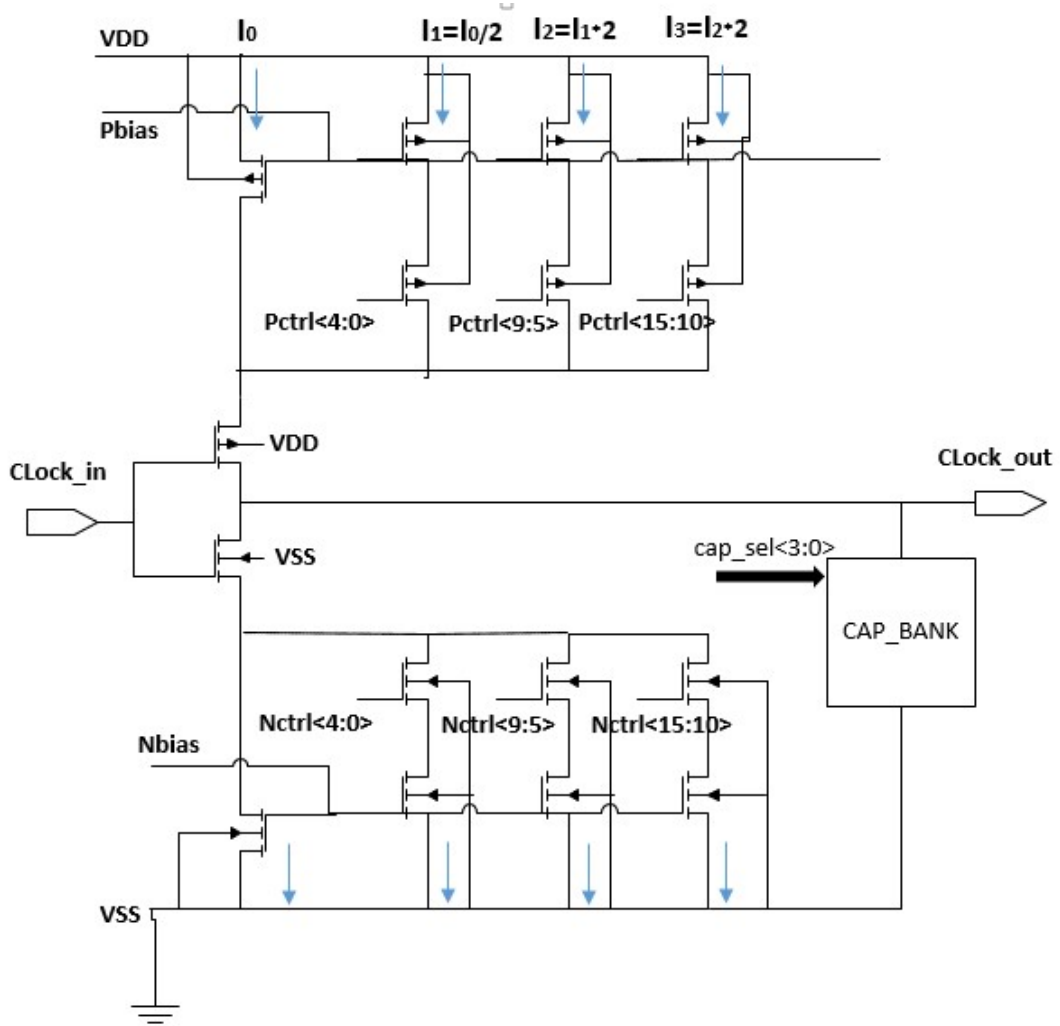 I0 I1=I0/2 I2=I1*2 I3=I2*2
VDD
Pbias
Pctrl<4:0> Pctrl<9:5> Pctrl<15:10>
VDD
CLock_in CLock_out
VSS
cap_sel<3:0>
CAP_BANK
Nctrl<4:0> Nctrl<9:5> Nctrl<15:10>
Nbias
VSS